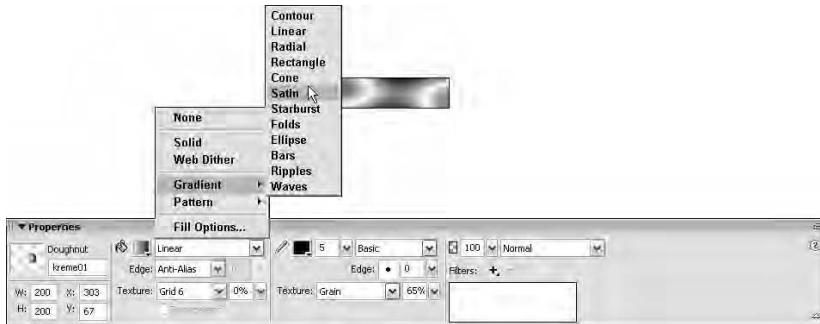 Contour
Linear
Radial
Rectangle
Cone
Satin
Starburst
Folds
Ellipse
Bars
Ripples
Waves
None
Solid
Web Dither
Gradient
Pattern
Fill Options...
Properties
Doughnut Linear 5 Basic 100 Normal
kreme01 Edge: Anti-Alias Edge: 0 Filters:
W: 200 X: 303 Texture: Grid 6 0% Texture: Grain 65%
H: 200 Y: 67